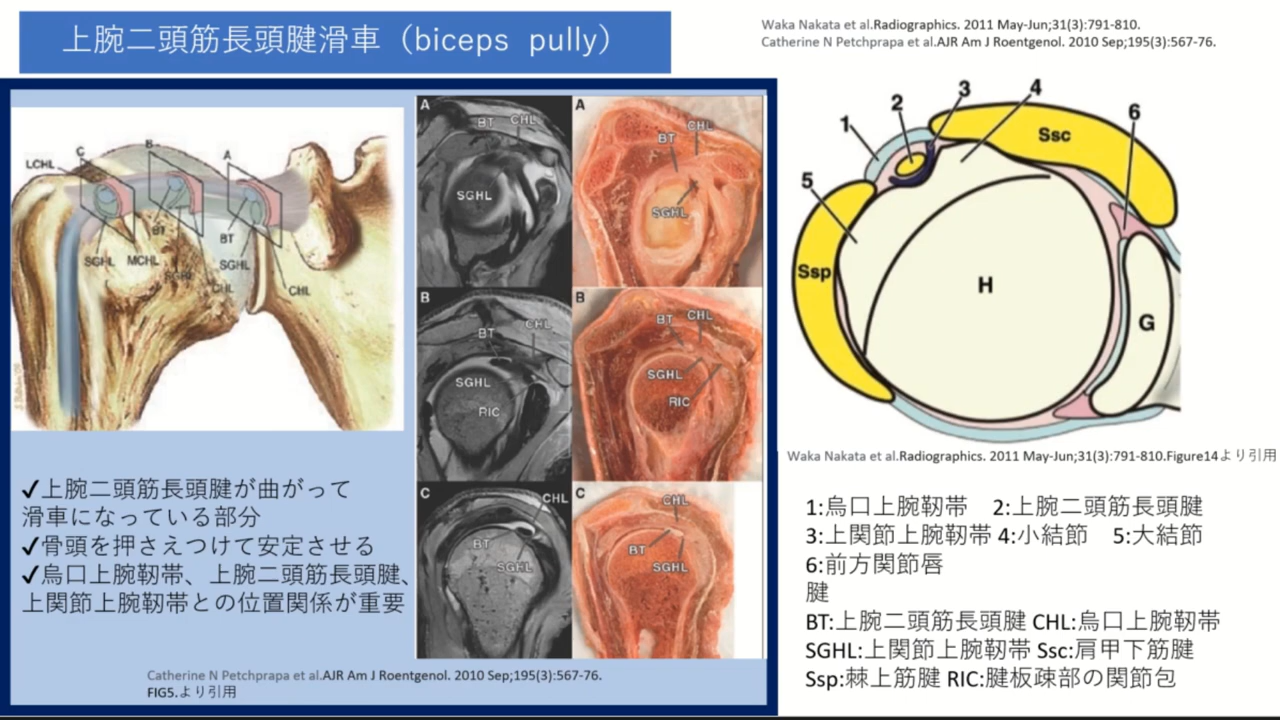 上腕二頭筋長頭腱滑車（biceps pully）
Waka Nakata et al.Radiographics. 2011 May-Jun;31(3):791-810.
Catherine N Petchprapa et al.AJR Am J Roentgenol. 2010 Sep;195(3):567-76.
LCHL
C
B
A
BT
BT
SGHL
MCHL
SGHL
SGHL
CHL
CHL
A
BT
CHL
SGHL
A
BT
CHL
SGHL
B
BT
CHL
SGHL
RIC
B
BT
CHL
SGHL
RIC
C
CHL
BT
SGHL
C
CHL
BT
SGHL
✓上腕二頭筋長頭腱が曲がって
滑車になっている部分
✓骨頭を押さえつけて安定させる
✓烏口上腕靭帯、上腕二頭筋長頭腱、
上関節上腕靭帯との位置関係が重要
Catherine N Petchprapa et al.AJR Am J Roentgenol. 2010 Sep;195(3):567-76.
FIG5.より引用
1
2
3
4
5
6
Ssc
Ssp
H
G
Waka Nakata et al.Radiographics. 2011 May-Jun;31(3):791-810.Figure14より引用
1:烏口上腕靭帯　2:上腕二頭筋長頭腱
3:上関節上腕靭帯 4:小結節　5:大結節
6:前方関節唇
腱
BT:上腕二頭筋長頭腱 CHL:烏口上腕靭帯
SGHL:上関節上腕靭帯 Ssc:肩甲下筋腱
Ssp:棘上筋腱 RIC:腱板疎部の関節包